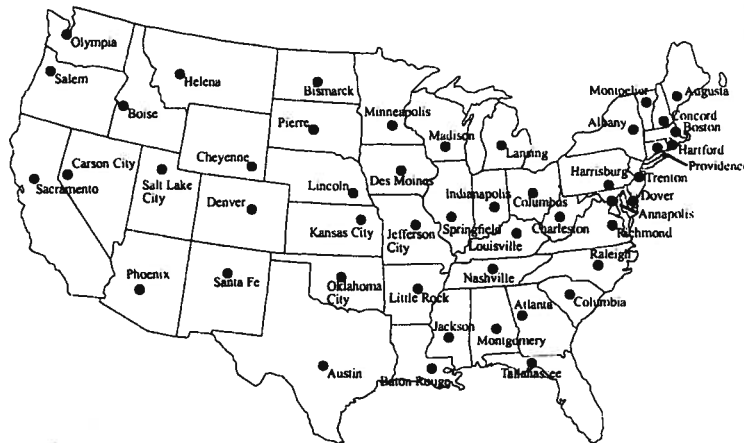 Olympia
Salem
Helena
Bismarck
Boise
Pierre
Minneapolis
Madison
Lansing
Montpelier
Augusta
Concord
Boston
Albany
Hartford
Providence
Harrisburg
Trenton
Dover
Annapolis
Richmond
Sacramento
Carson City
Salt Lake
City
Cheyenne
Denver
Lincoln
Des Moines
Kansas City
Jefferson
City
Springfield
Indianapolis
Columbus
Louisville
Charleston
Raleigh
Phoenix
Santa Fe
Oklahoma
City
Little Rock
Nashville
Atlanta
Columbia
Jackson
Montgomery
Austin
Baton Rouge
Tallahassee